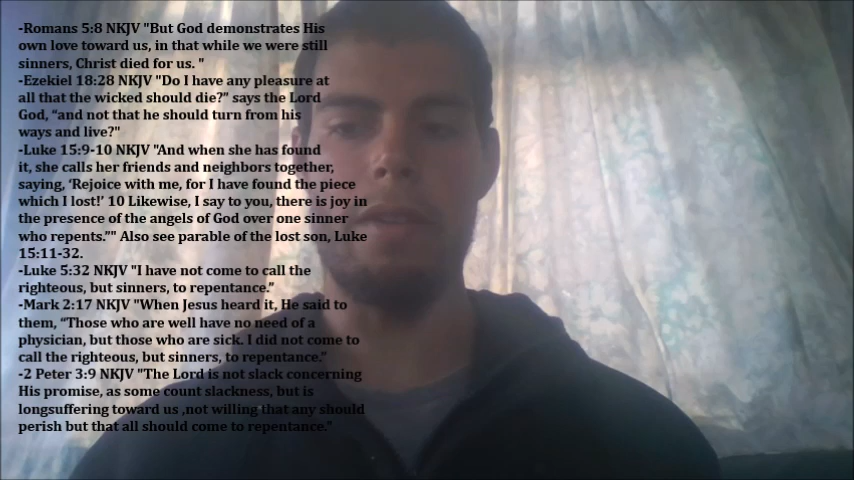 -Romans 5:8 NKJV "But God demonstrates His
own love toward us, in that while we were still
sinners, Christ died for us. "
-Ezekiel 18:28 NKJV "Do I have any pleasure at
all that the wicked should die?” says the Lord
God, “and not that he should turn from his
ways and live?"
-Luke 15:9-10 NKJV "And when she has found
it, she calls her friends and neighbors together,
saying, ‘Rejoice with me, for I have found the piece
which I lost!’ 10 Likewise, I say to you, there is joy in
the presence of the angels of God over one sinner
who repents.”" Also see parable of the lost son, Luke
15:11-32.
-Luke 5:32 NKJV "I have not come to call the
righteous, but sinners, to repentance.”
-Mark 2:17 NKJV "When Jesus heard it, He said to
them, “Those who are well have no need of a
physician, but those who are sick. I did not come to
call the righteous, but sinners, to repentance.”
-2 Peter 3:9 NKJV "The Lord is not slack concerning
His promise, as some count slackness, but is
longsuffering toward us ,not willing that any should
perish but that all should come to repentance."